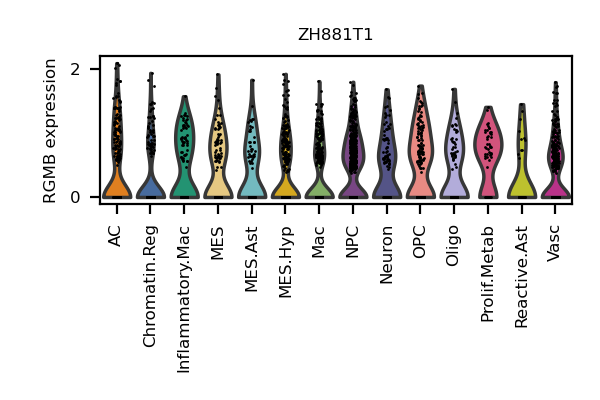 ZH881T1
RGMB expression
2
0
AC
Chromatin.Reg
Inflammatory.Mac
MES
MES.Ast
MES.Hyp
Mac
NPC
Neuron
OPC
Oligo
Prolif.Metab
Reactive.Ast
Vasc